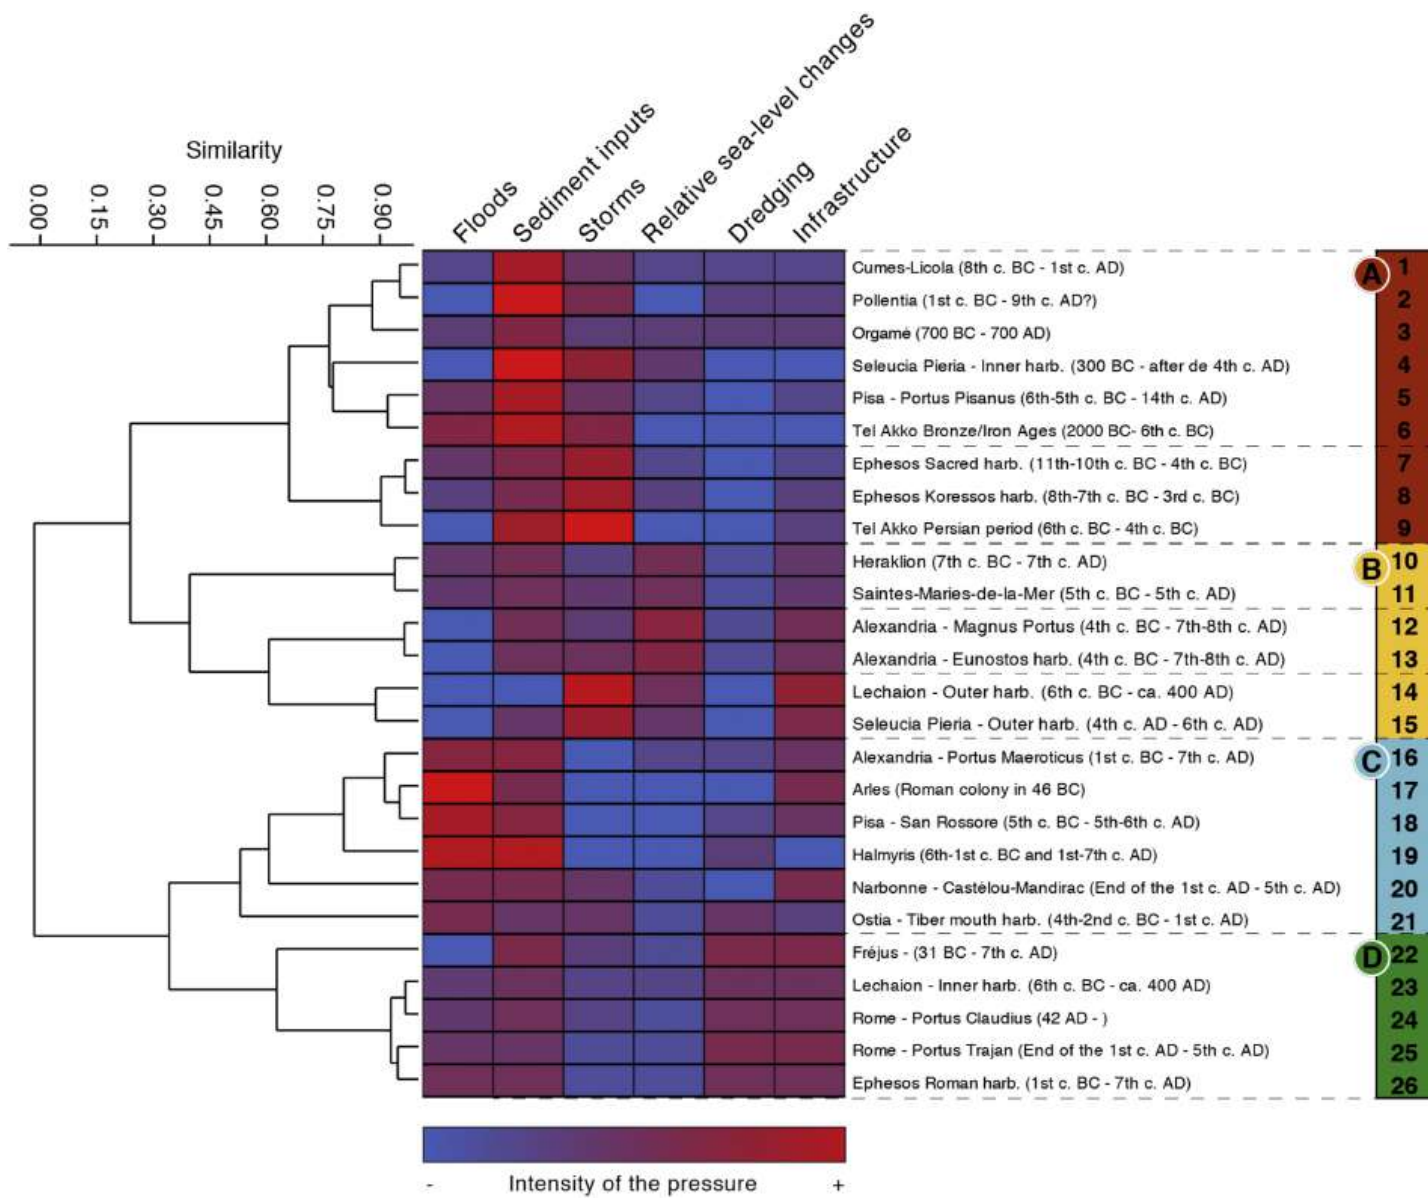 Similarity
0.00 0.15 0.30 0.45 0.60 0.75 0.90
Floods
Sediment inputs
Storms
Relative sea-level changes
Dredging
Infrastructure
Cumes-Licola (8th c. BC - 1st c. AD) A 1
Pollentia (1st c. BC - 9th c. AD?) 2
Orgamé (700 BC - 700 AD) 3
Seleucia Pieria - Inner harb. (300 BC - after de 4th c. AD) 4
Pisa - Portus Pisanus (6th-5th c. BC - 14th c. AD) 5
Tel Akko Bronze/Iron Ages (2000 BC- 6th c. BC) 6
Ephesos Sacred harb. (11th-10th c. BC - 4th c. BC) 7
Ephesos Koressos harb. (8th-7th c. BC - 3rd c. BC) 8
Tel Akko Persian period (6th c. BC - 4th c. BC) 9
Heraklion (7th c. BC - 7th c. AD) B 10
Saintes-Maries-de-la-Mer (5th c. BC - 5th c. AD) 11
Alexandria - Magnus Portus (4th c. BC - 7th-8th c. AD) 12
Alexandria - Eunostos harb. (4th c. BC - 7th-8th c. AD) 13
Lechaion - Outer harb. (6th c. BC - ca. 400 AD) 14
Seleucia Pieria - Outer harb. (4th c. AD - 6th c. AD) 15
Alexandria - Portus Maeroticus (1st c. BC - 7th c. AD) C 16
Arles (Roman colony in 46 BC) 17
Pisa - San Rossore (5th c. BC - 5th-6th c. AD) 18
Halmyris (6th-1st c. BC and 1st-7th c. AD) 19
Narbonne - Castélou-Mandirac (End of the 1st c. AD - 5th c. AD) 20
Ostia - Tiber mouth harb. (4th-2nd c. BC - 1st c. AD) 21
Fréjus - (31 BC - 7th c. AD) D 22
Lechaion - Inner harb. (6th c. BC - ca. 400 AD) 23
Rome - Portus Claudius (42 AD - ) 24
Rome - Portus Trajan (End of the 1st c. AD - 5th c. AD) 25
Ephesos Roman harb. (1st c. BC - 7th c. AD) 26
- Intensity of the pressure +